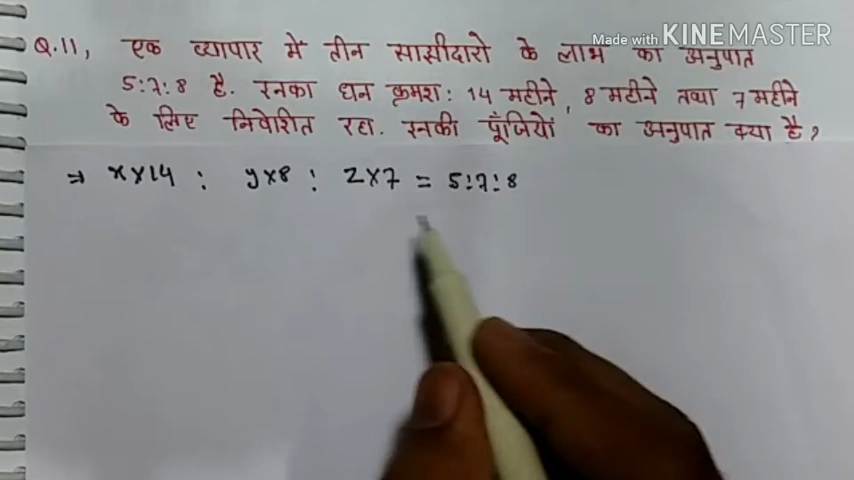 Made with KINEMASTER
Q.11, एक व्यापार मे तीन साझीदारो के लाभ का अनुपात
5:7:8 है. इनका धन क्रमश: 14 महीने, 8 महीने तथा 7 महीने
के लिए निवेशित रहा. इनकी पूँजियों का अनुपात क्या है?
⇒ x×14 : y×8 : z×7 = 5:7:8